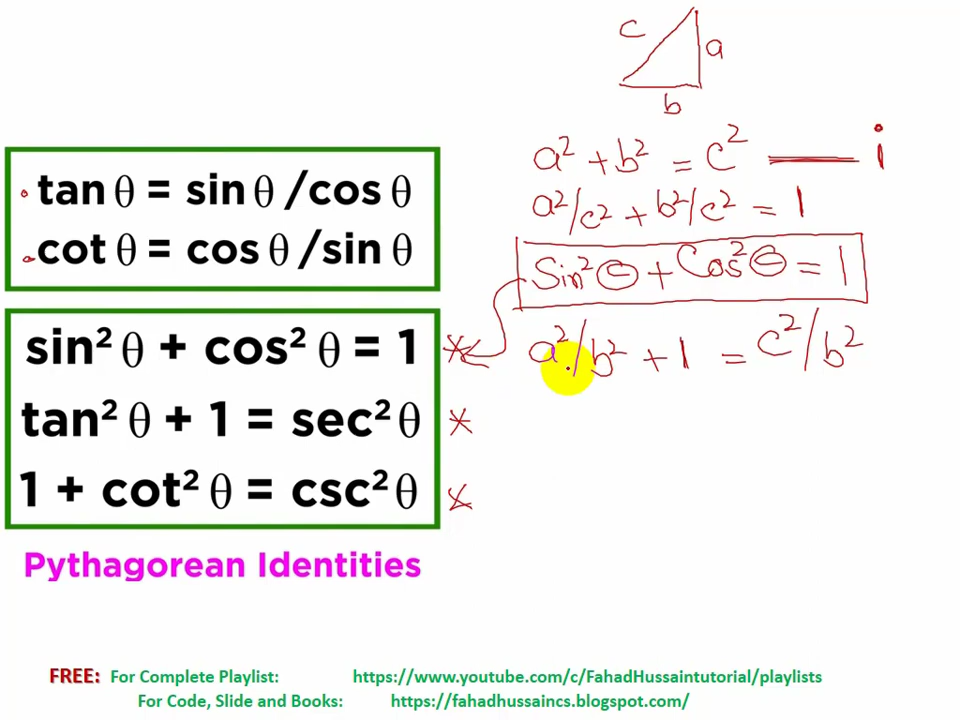 c
a
b
a² + b² = c² —— i
a²/c² + b²/c² = 1
Sin²θ + Cos²θ = 1
a²/b² + 1 = c²/b²
tan θ = sin θ /cos θ
cot θ = cos θ /sin θ
sin² θ + cos² θ = 1
tan² θ + 1 = sec² θ
1 + cot² θ = csc² θ
Pythagorean Identities
FREE: For Complete Playlist: https://www.youtube.com/c/FahadHussaintutorial/playlists
For Code, Slide and Books: https://fahadhussaincs.blogspot.com/